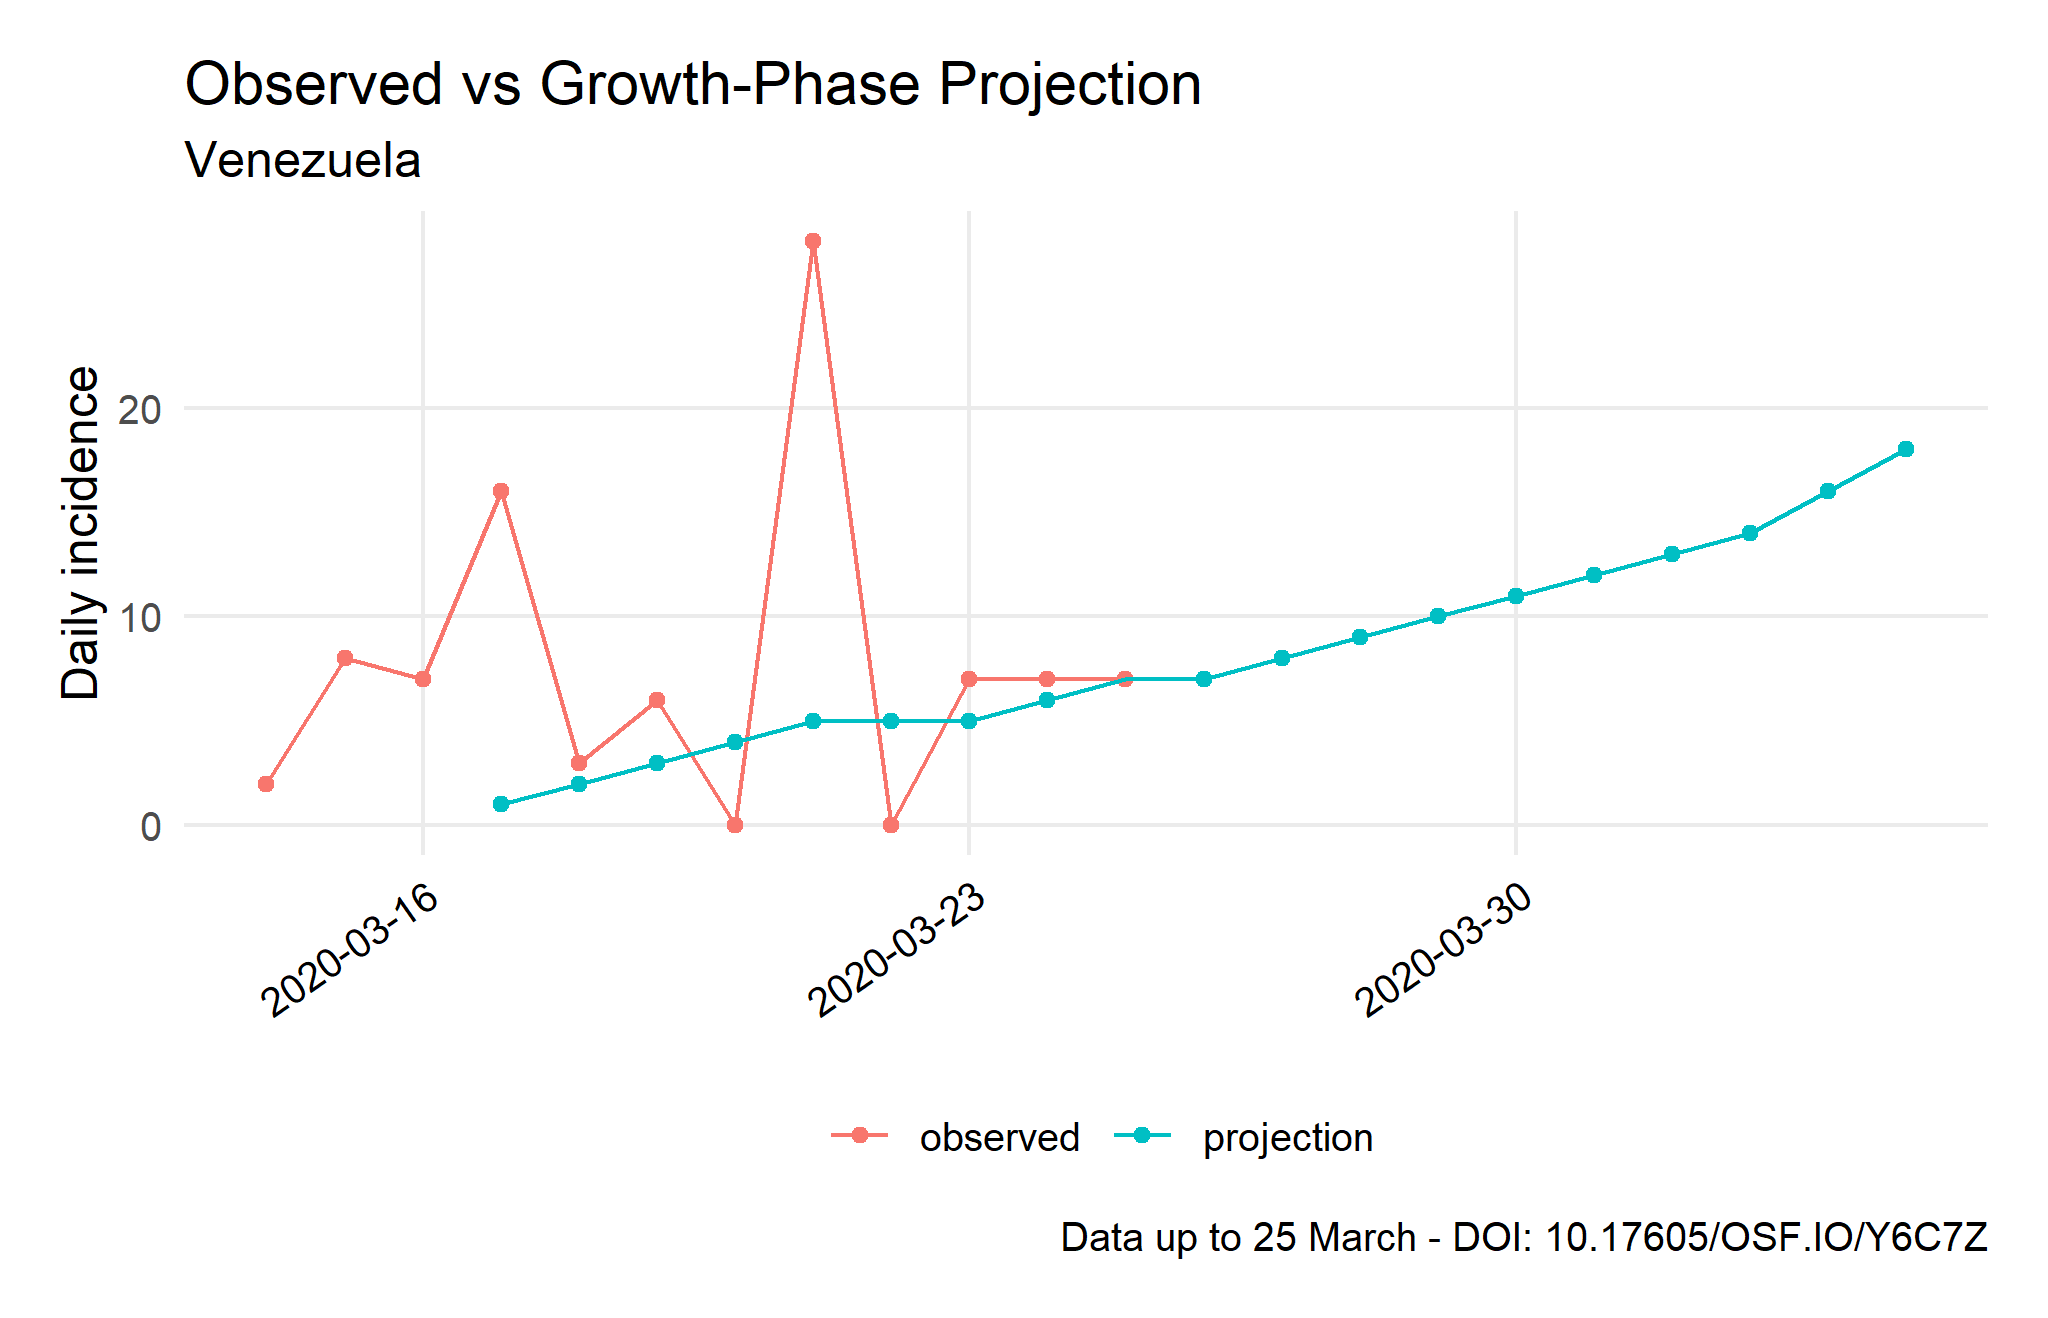 Observed vs Growth-Phase Projection
Venezuela
Daily incidence
20
10
0
2020-03-16
2020-03-23
2020-03-30
observed
projection
Data up to 25 March - DOI: 10.17605/OSF.IO/Y6C7Z